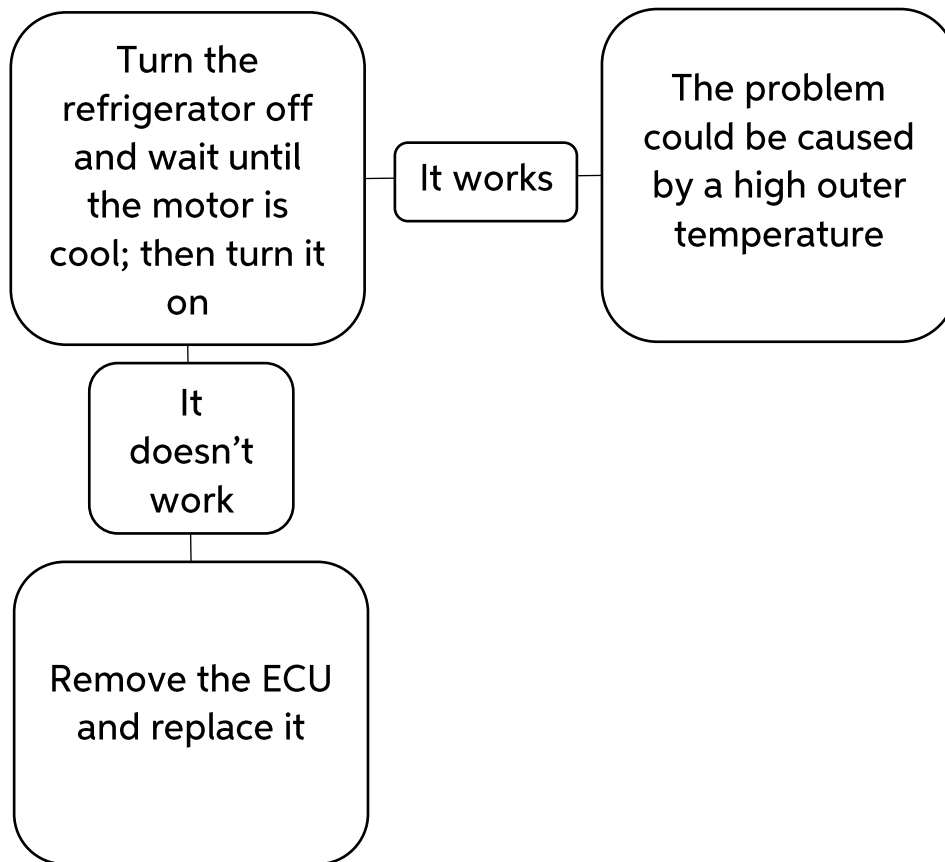 Turn the
refrigerator off
and wait until
the motor is
cool; then turn it
on
It works
The problem
could be caused
by a high outer
temperature
It
doesn't
work
Remove the ECU
and replace it